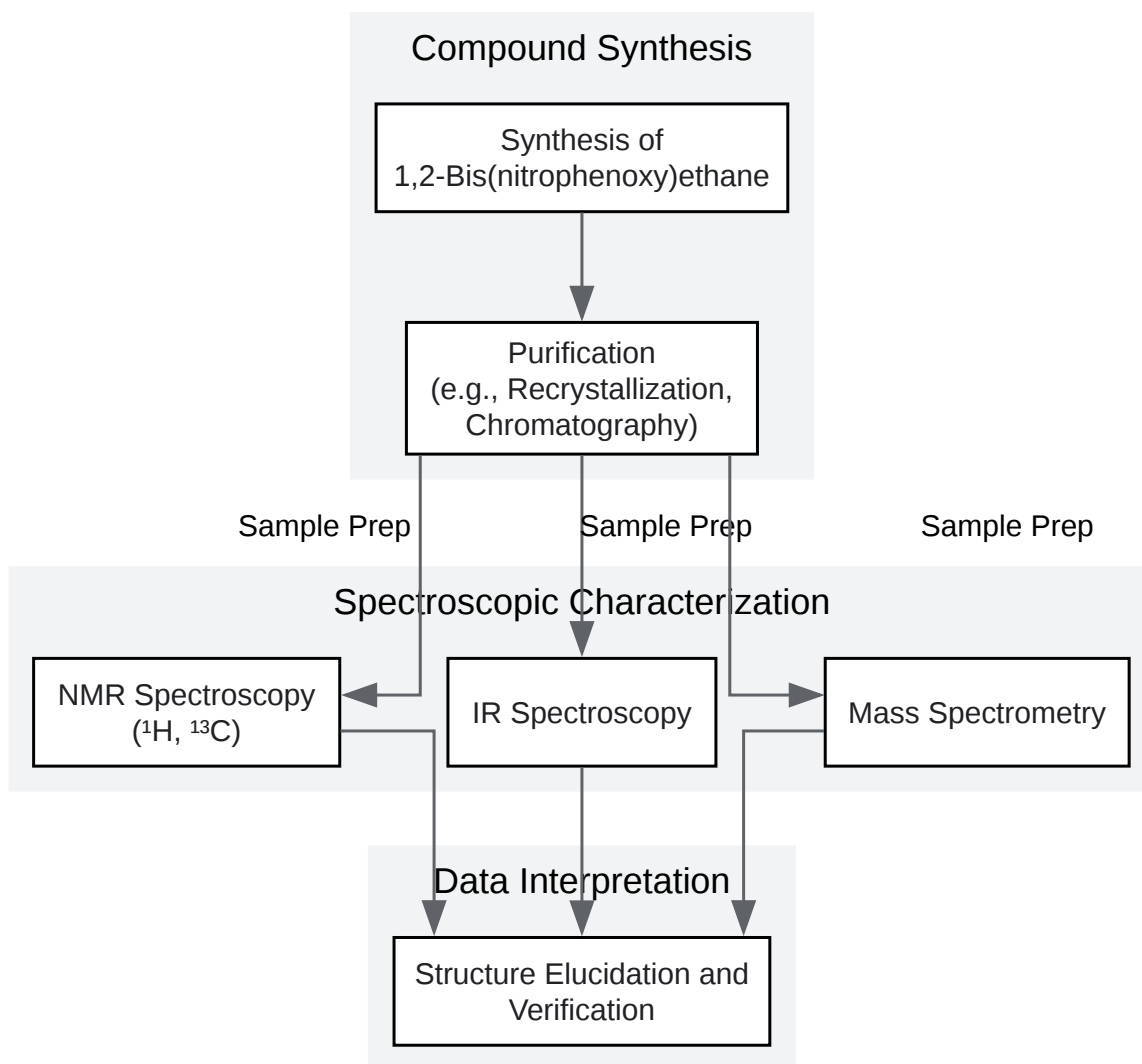 Compound Synthesis
Synthesis of
1,2-Bis(nitrophenoxy)ethane
Purification
(e.g., Recrystallization,
Chromatography)
Sample Prep
Sample Prep
Sample Prep
Spectroscopic Characterization
NMR Spectroscopy
(¹H, ¹³C)
IR Spectroscopy
Mass Spectrometry
Data Interpretation
Structure Elucidation and
Verification